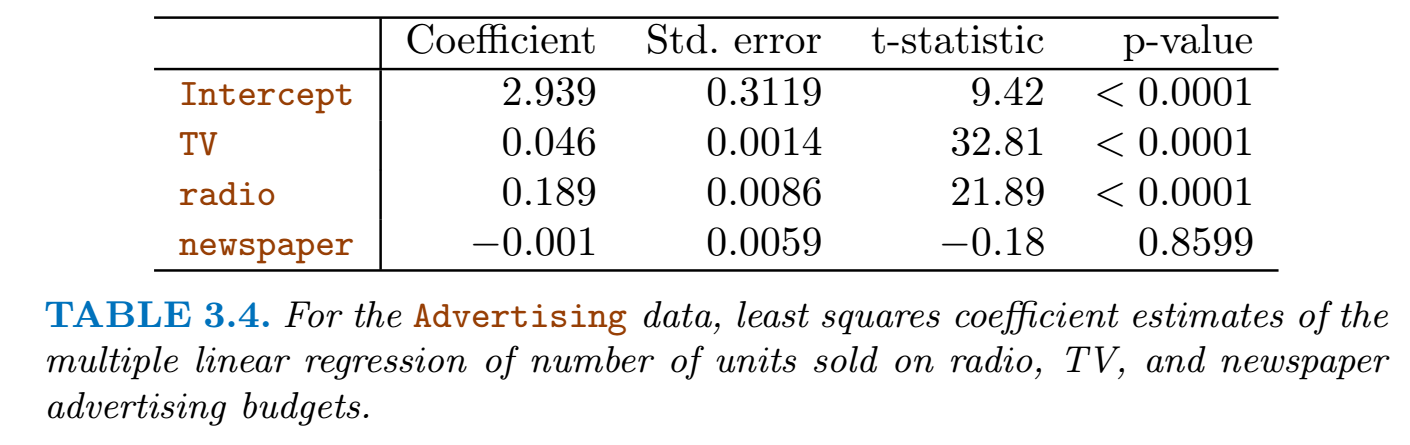 Coefficient Std. error t-statistic p-value
Intercept 2.939 0.3119 9.42 < 0.0001
TV 0.046 0.0014 32.81 < 0.0001
radio 0.189 0.0086 21.89 < 0.0001
newspaper −0.001 0.0059 −0.18 0.8599
TABLE 3.4. For the Advertising data, least squares coefficient estimates of the
multiple linear regression of number of units sold on radio, TV, and newspaper
advertising budgets.